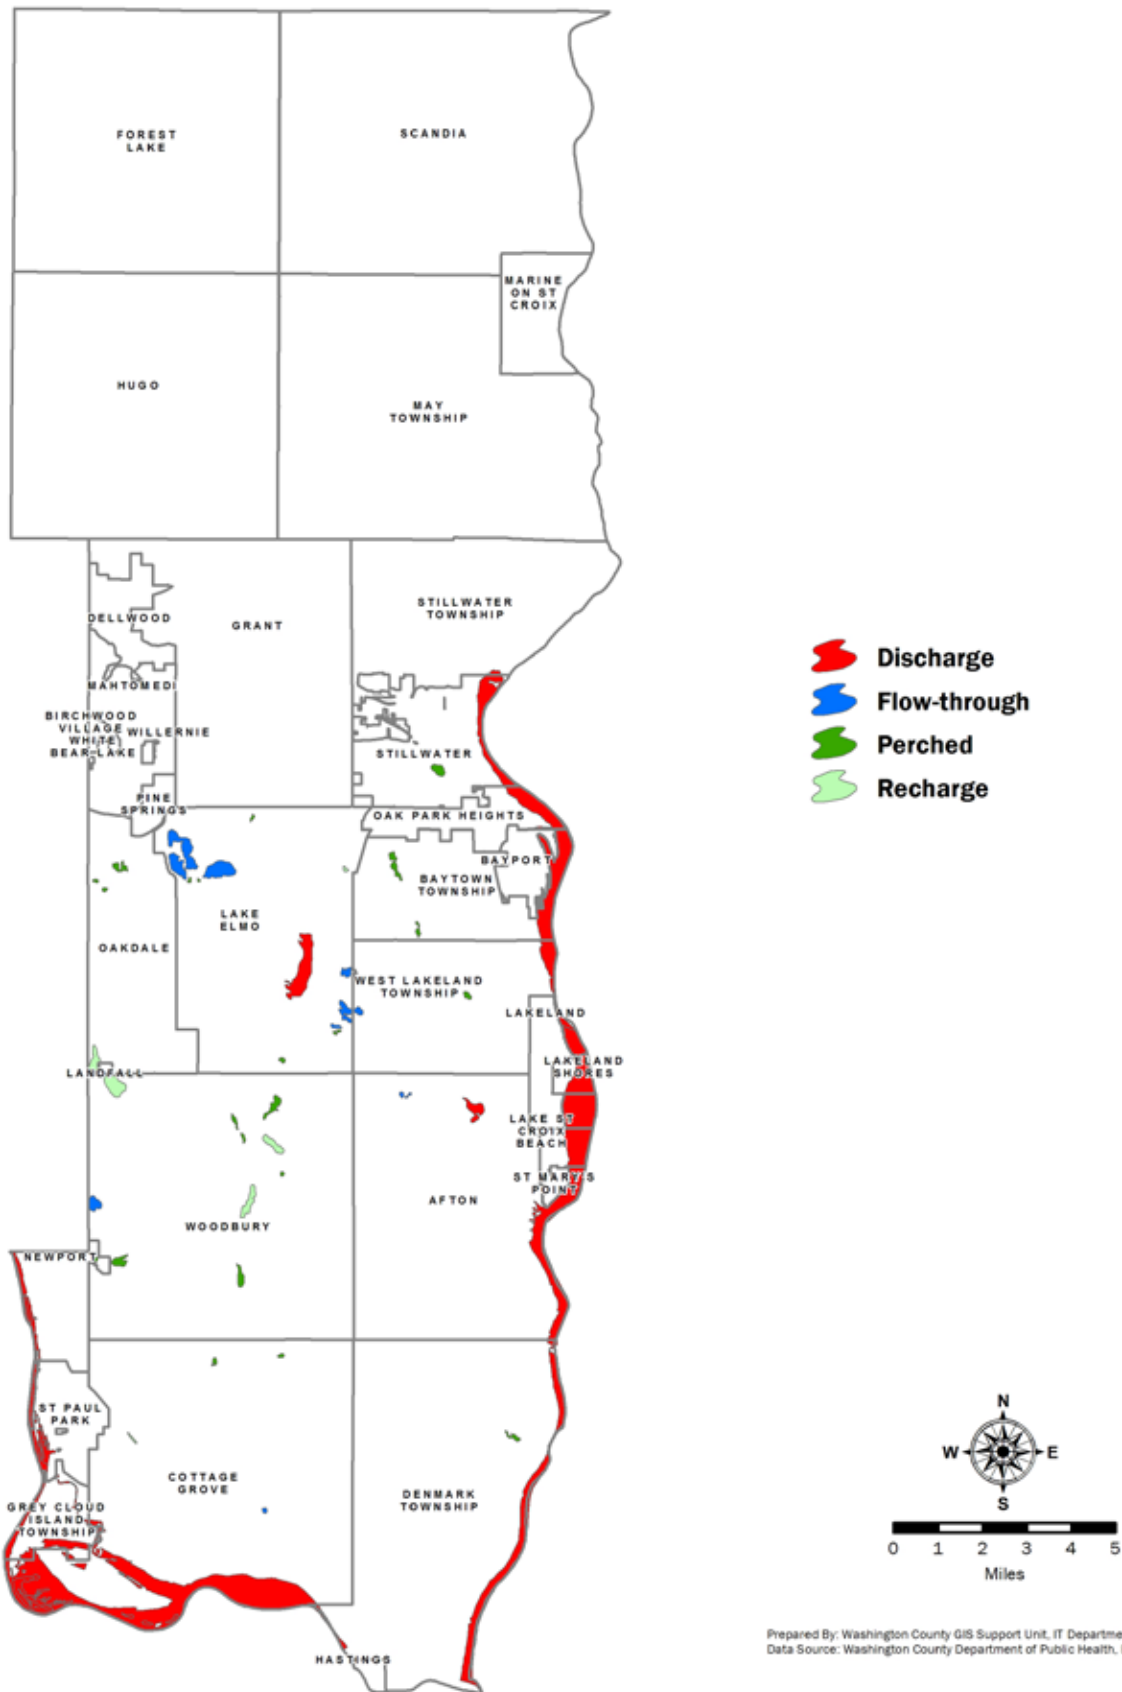 FOREST
LAKE
SCANDIA
MARINE
ON ST
CROIX
HUGO
MAY
TOWNSHIP
STILLWATER
TOWNSHIP
DELLWOOD
GRANT
MAHTOMEDI
BIRCHWOOD
VILLAGE
WHITE
BEAR LAKE
WILLERNIE
STILLWATER
PINE
SPRINGS
OAK PARK HEIGHTS
BAYPORT
BAYTOWN
TOWNSHIP
LAKE
ELMO
OAKDALE
WEST LAKELAND
TOWNSHIP
LAKELAND
LAKELAND
SHORES
LANDFALL
LAKE ST
CROIX
BEACH
ST MARY'S
POINT
AFTON
WOODBURY
NEWPORT
ST PAUL
PARK
COTTAGE
GROVE
DENMARK
TOWNSHIP
GREY CLOUD
ISLAND
TOWNSHIP
HASTINGS
Discharge
Flow-through
Perched
Recharge
N
W E
S
0 1 2 3 4 5
Miles
Prepared By: Washington County GIS Support Unit, IT Departme
Data Source: Washington County Department of Public Health,